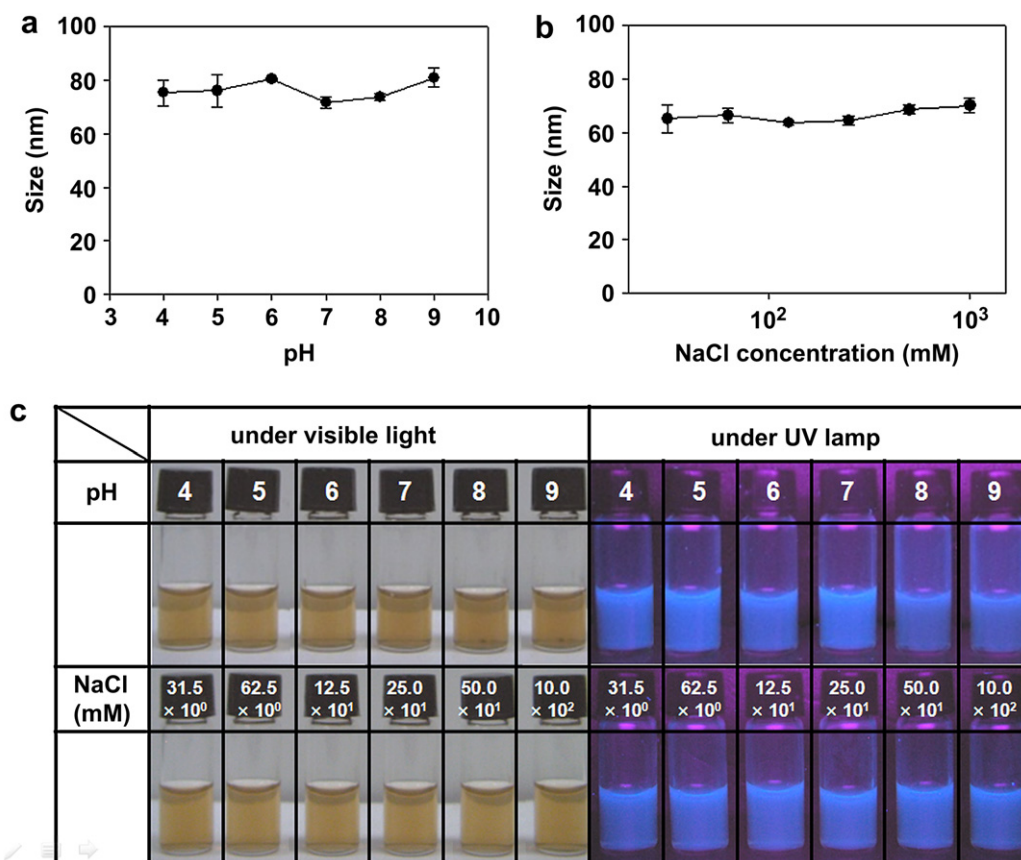 a
100
80
60
40
20
0
Size (nm)
3 4 5 6 7 8 9 10
pH
b
100
80
60
40
20
0
Size (nm)
10² 10³
NaCl concentration (mM)
c
under visible light under UV lamp
pH 4 5 6 7 8 9 4 5 6 7 8 9
NaCl 31.5 62.5 12.5 25.0 50.0 10.0 31.5 62.5 12.5 25.0 50.0 10.0
(mM) × 10⁰ × 10⁰ × 10¹ × 10¹ × 10¹ × 10² × 10⁰ × 10⁰ × 10¹ × 10¹ × 10¹ × 10²